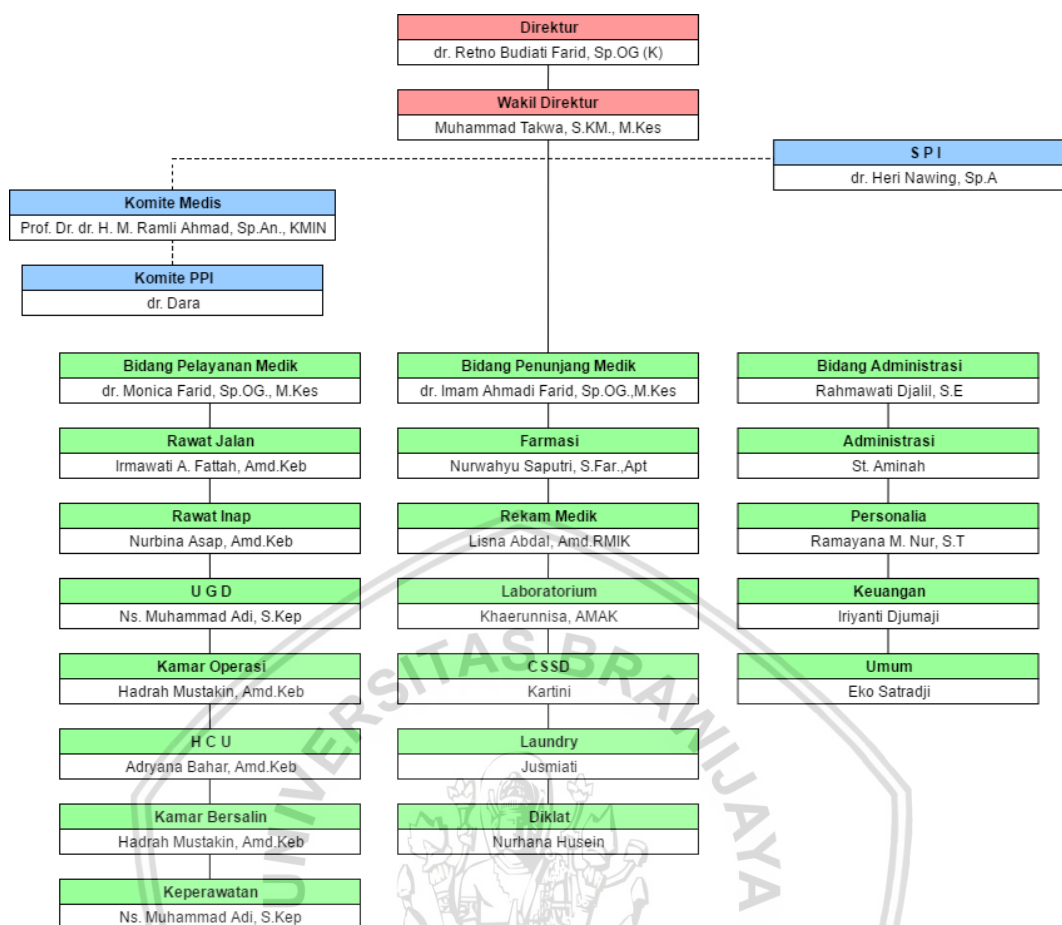 Direktur
dr. Retno Budiati Farid, Sp.OG (K)
Wakil Direktur
Muhammad Takwa, S.KM., M.Kes
S P I
dr. Heri Nawing, Sp.A
Komite Medis
Prof. Dr. dr. H. M. Ramli Ahmad, Sp.An., KMIN
Komite PPI
dr. Dara
Bidang Pelayanan Medik
dr. Monica Farid, Sp.OG., M.Kes
Rawat Jalan
Irmawati A. Fattah, Amd.Keb
Rawat Inap
Nurbina Asap, Amd.Keb
U G D
Ns. Muhammad Adi, S.Kep
Kamar Operasi
Hadrah Mustakin, Amd.Keb
H C U
Adryana Bahar, Amd.Keb
Kamar Bersalin
Hadrah Mustakin, Amd.Keb
Keperawatan
Ns. Muhammad Adi, S.Kep
Bidang Penunjang Medik
dr. Imam Ahmadi Farid, Sp.OG.,M.Kes
Farmasi
Nurwahyu Saputri, S.Far.,Apt
Rekam Medik
Lisna Abdal, Amd.RMIK
Laboratorium
Khaerunnisa, AMAK
CSSD
Kartini
Laundry
Jusmiati
Diklat
Nurhana Husein
Bidang Administrasi
Rahmawati Djalil, S.E
Administrasi
St. Aminah
Personalia
Ramayana M. Nur, S.T
Keuangan
Iriyanti Djumaji
Umum
Eko Satradji
UNIVERSITAS BRAWIJAYA